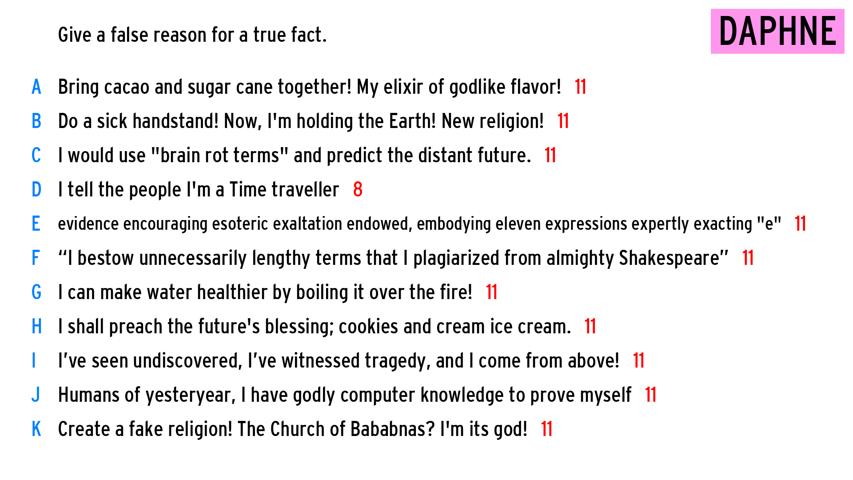 Give a false reason for a true fact.
DAPHNE
A Bring cacao and sugar cane together! My elixir of godlike flavor! 11
B Do a sick handstand! Now, I'm holding the Earth! New religion! 11
C I would use "brain rot terms" and predict the distant future. 11
D I tell the people I'm a Time traveller 8
E evidence encouraging esoteric exaltation endowed, embodying eleven expressions expertly exacting "e" 11
F “I bestow unnecessarily lengthy terms that I plagiarized from almighty Shakespeare” 11
G I can make water healthier by boiling it over the fire! 11
H I shall preach the future's blessing; cookies and cream ice cream. 11
I I’ve seen undiscovered, I’ve witnessed tragedy, and I come from above! 11
J Humans of yesteryear, I have godly computer knowledge to prove myself 11
K Create a fake religion! The Church of Bababnas? I'm its god! 11